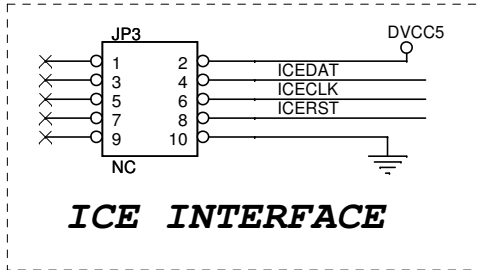 JP3
DVCC5
1 2
3 4 ICEDAT
5 6 ICECLK
7 8 ICERST
9 10
NC
ICE INTERFACE